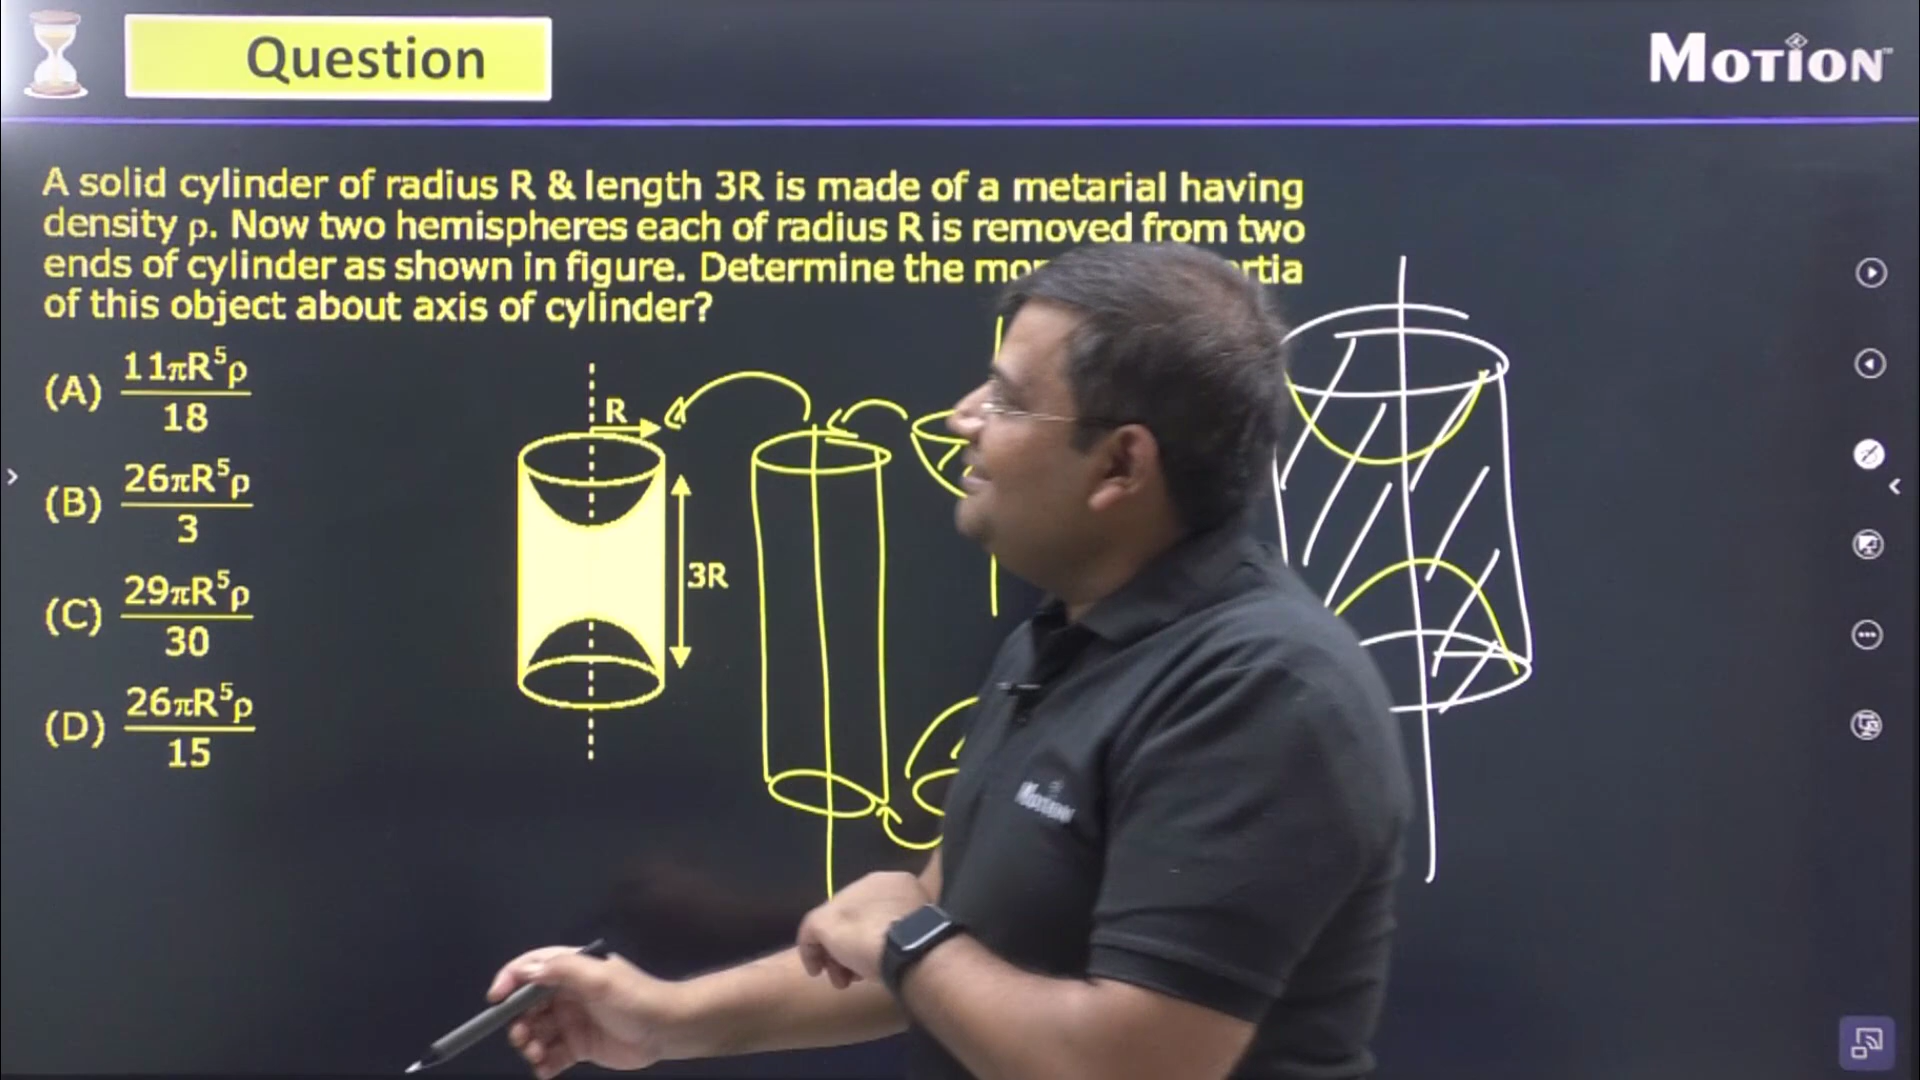 Question
MOTION
A solid cylinder of radius R & length 3R is made of a metarial having
density ρ. Now two hemispheres each of radius R is removed from two
ends of cylinder as shown in figure. Determine the
of this object about axis of cylinder?
(A) 11πR⁵ρ
18
(B) 26πR⁵ρ
3
(C) 29πR⁵ρ
30
(D) 26πR⁵ρ
15
R
3R
MOTION